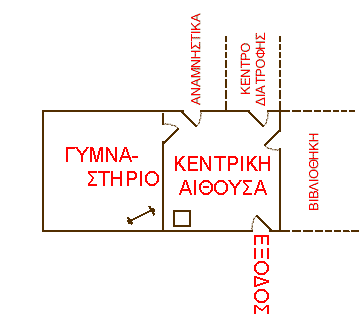 ΑΝΑΜΝΗΣΤΙΚΑ
ΚΕΝΤΡΟ
ΔΙΑΤΡΟΦΗΣ
ΓΥΜΝΑ-
ΣΤΗΡΙΟ
ΚΕΝΤΡΙΚΗ
ΑΙΘΟΥΣΑ
ΒΙΒΛΙΟΘΗΚΗ
ΕΞΟΔΟΣ